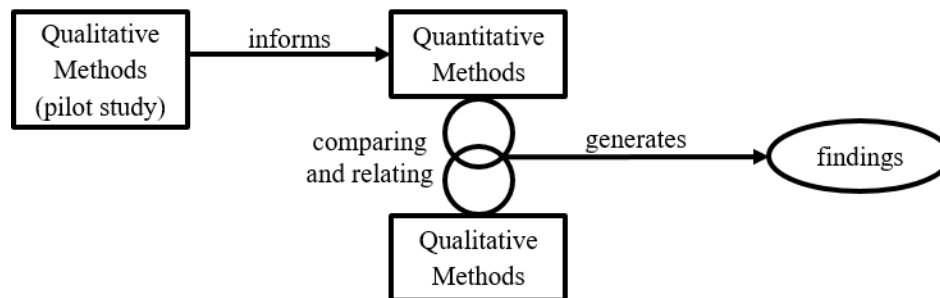 Qualitative
Methods
(pilot study)
informs
Quantitative
Methods
comparing
and relating
generates
findings
Qualitative
Methods